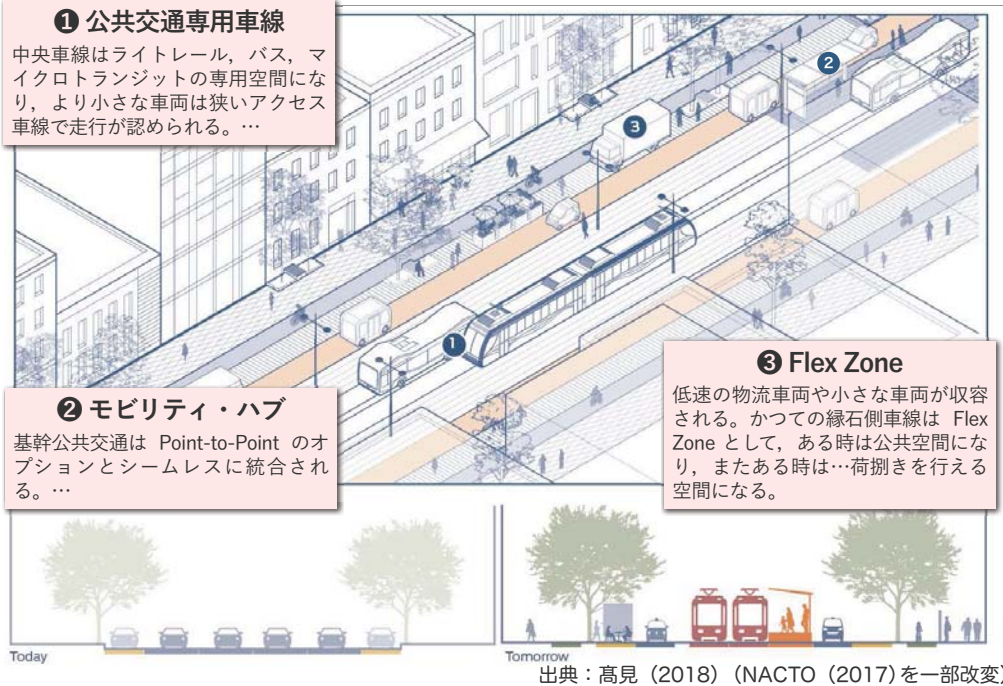 ❶ 公共交通専用車線
中央車線はライトレール，バス，マ
イクロトランジットの専用空間にな
り，より小さな車両は狭いアクセス
車線で走行が認められる。…
2
3
1
❷ モビリティ・ハブ
基幹公共交通は Point-to-Point のオ
プションとシームレスに統合され
る。…
❸ Flex Zone
低速の物流車両や小さな車両が収容
される。かつての縁石側車線は Flex
Zone として，ある時は公共空間にな
り，またある時は…荷捌きを行える
空間になる。
Today
Tomorrow
出典：髙見（2018）（NACTO（2017）を一部改変）